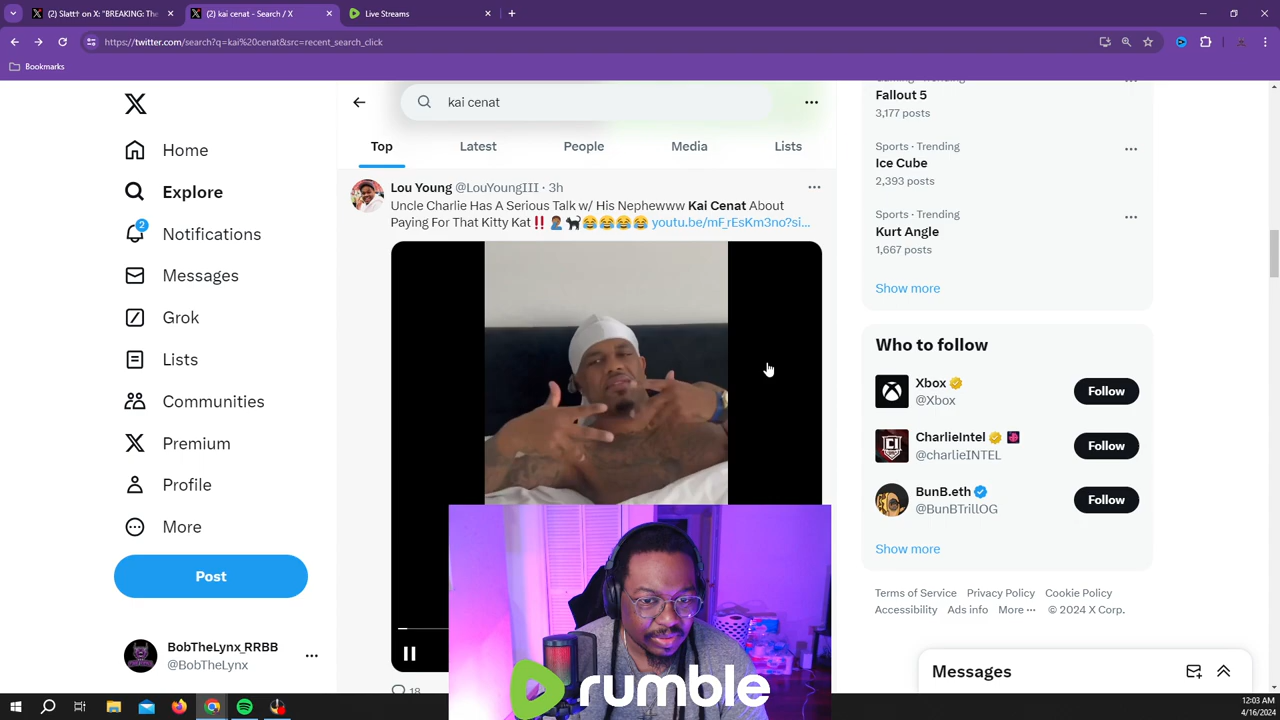 Slatt† on X: "BREAKING: The
(2) kai cenat - Search / X
Live Streams
https://twitter.com/search?q=kai%20cenat&src=recent_search_click
Bookmarks
Home
Explore
2
Notifications
Messages
Grok
Lists
Communities
Premium
Profile
More
Post
BobTheLynx_RRBB
@BobTheLynx
kai cenat
Top Latest People Media Lists
Lou Young @LouYoungIII · 3h
Uncle Charlie Has A Serious Talk w/ His Nephewww Kai Cenat About
Paying For That Kitty Kat‼️🤦🏾‍♂️🐈‍⬛😂😂😂😂 youtu.be/mF_rEsKm3no?si...
18
rumble
Fallout 5
3,177 posts
Sports · Trending
Ice Cube
2,393 posts
Sports · Trending
Kurt Angle
1,667 posts
Show more
Who to follow
Xbox
@Xbox
Follow
CharlieIntel
@charlieINTEL
Follow
BunB.eth
@BunBTrillOG
Follow
Show more
Terms of Service Privacy Policy Cookie Policy
Accessibility Ads info More ··· © 2024 X Corp.
Messages
12:03 AM
4/16/2024